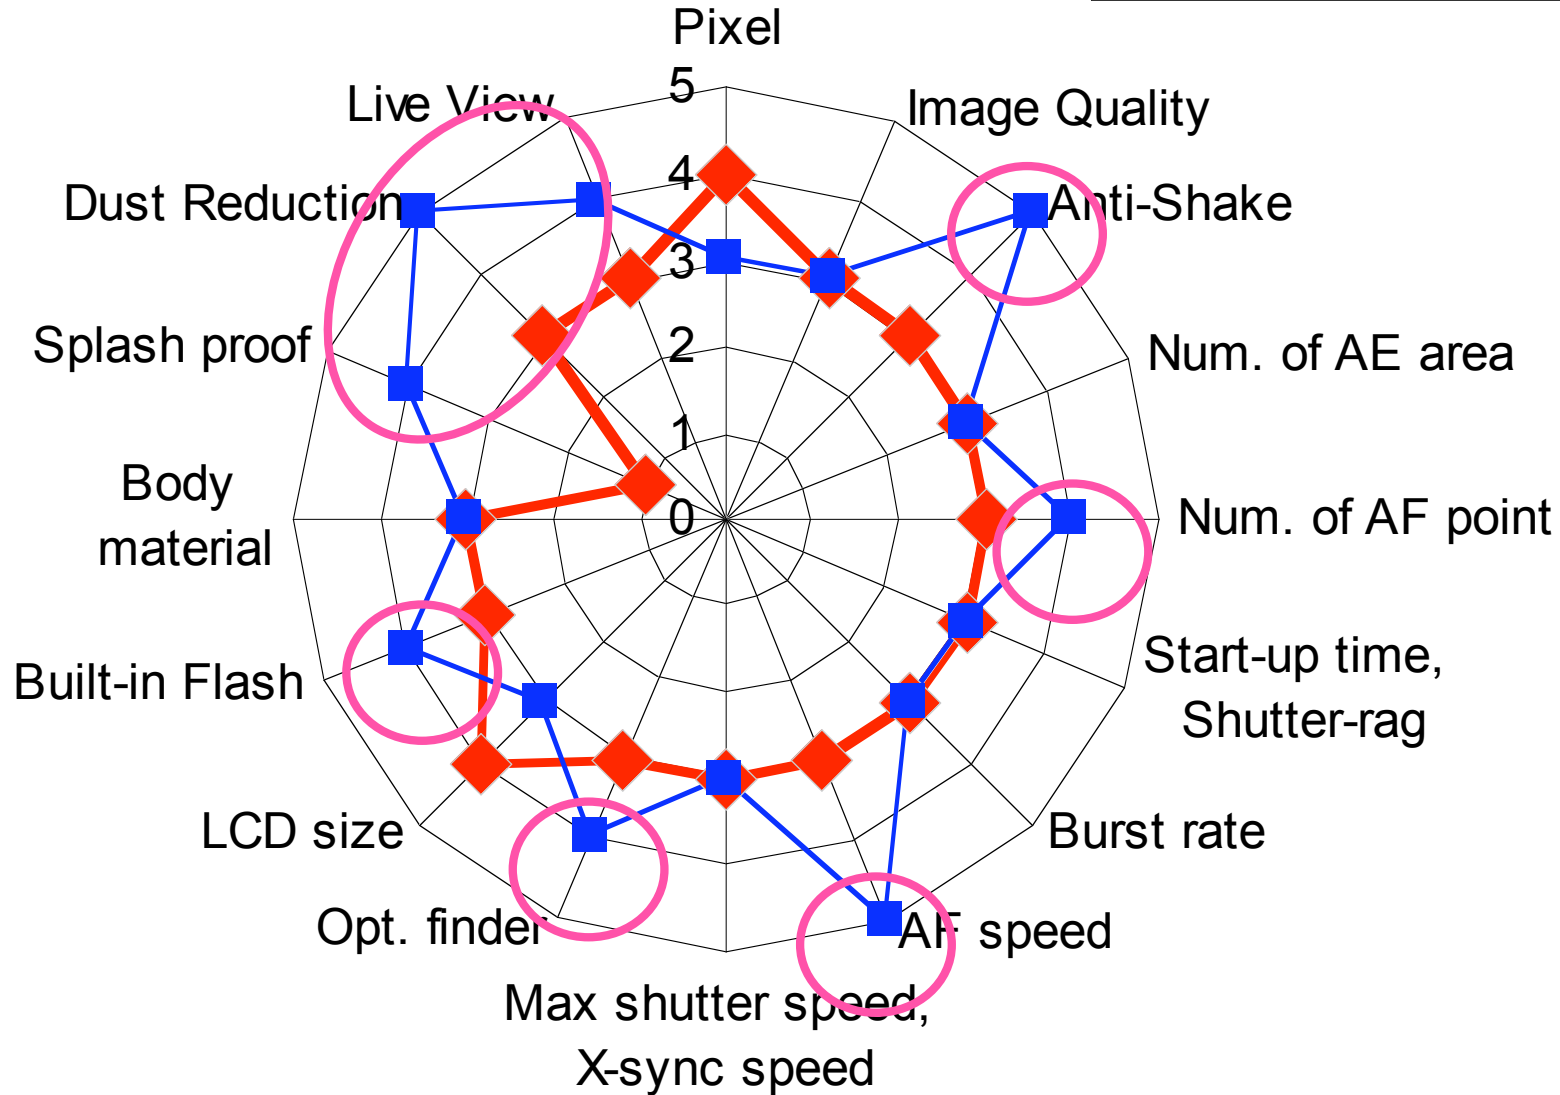 Pixel
5
Live View
Image Quality
4
Dust Reduction
Anti-Shake
3
Splash proof
2
Num. of AE area
1
Body
material
0
Num. of AF point
Built-in Flash
Start-up time,
Shutter-rag
LCD size
Burst rate
Opt. finder
AF speed
Max shutter speed,
X-sync speed